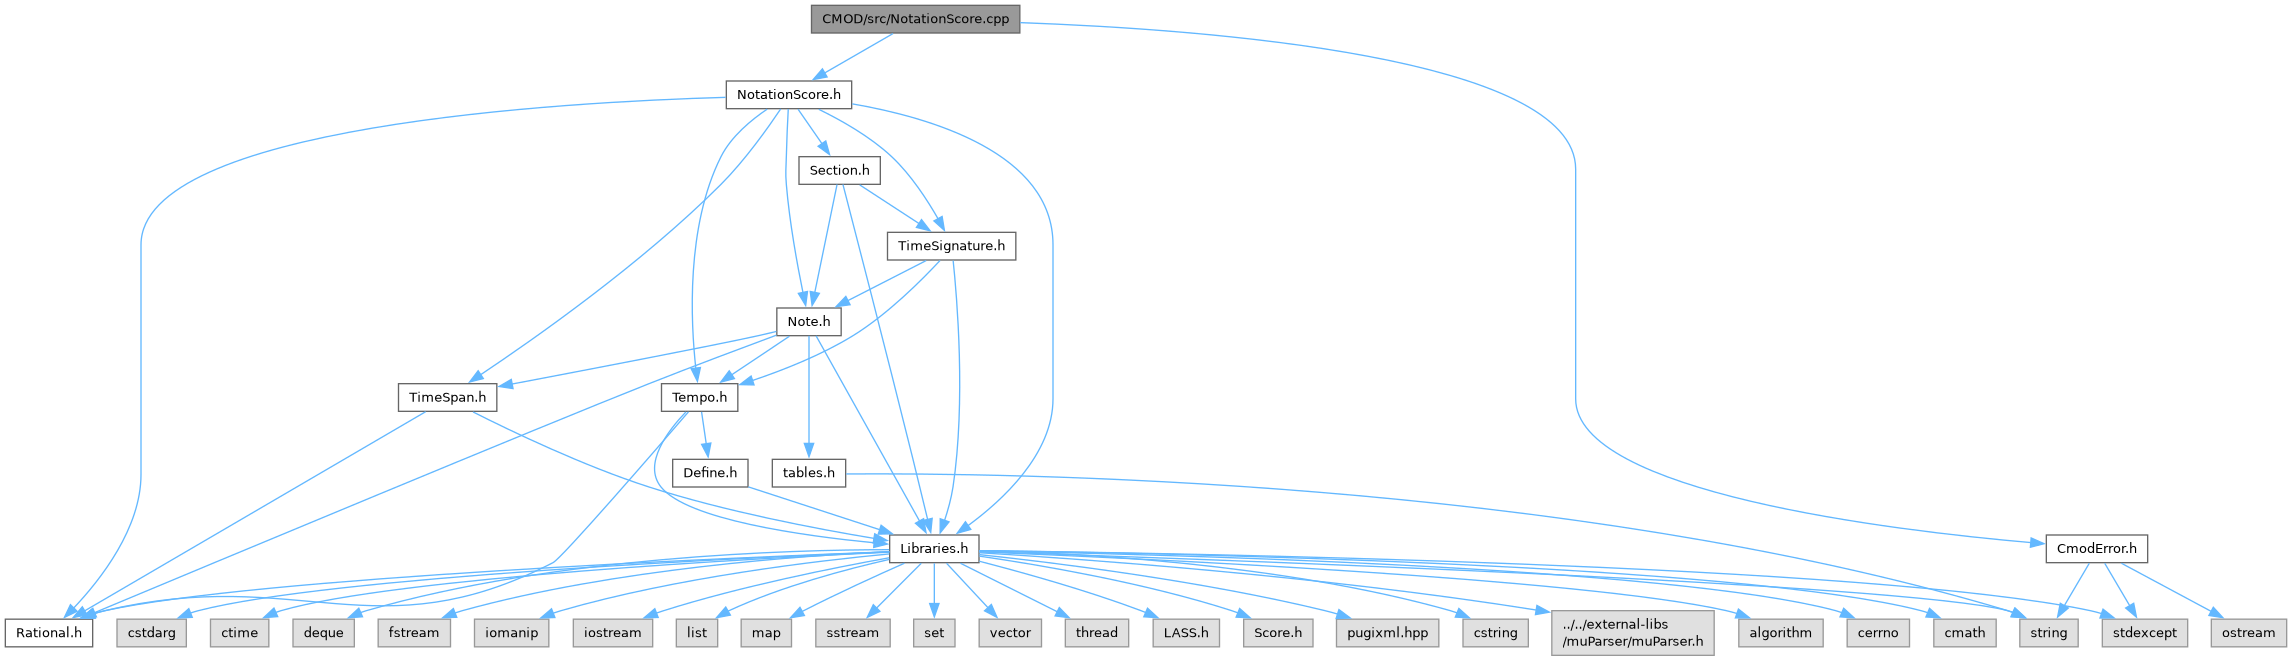 CMOD/src/NotationScore.cpp
NotationScore.h
Section.h
TimeSignature.h
Note.h
TimeSpan.h
Tempo.h
Define.h
tables.h
Libraries.h
CmodError.h
Rational.h
cstdarg
ctime
deque
fstream
iomanip
iostream
list
map
sstream
set
vector
thread
LASS.h
Score.h
pugixml.hpp
cstring
../../external-libs
/muParser/muParser.h
algorithm
cerrno
cmath
string
stdexcept
ostream